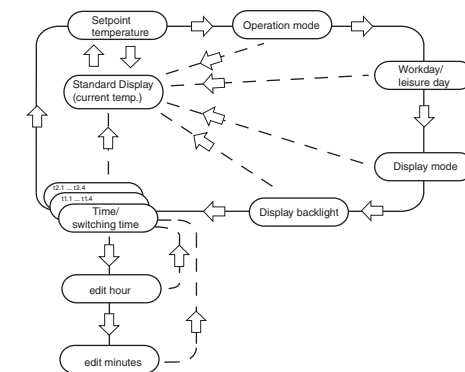 Setpoint
temperature
Operation mode
Standard Display
(current temp.)
Workday/
leisure day
Display mode
t2.1 ... t2.4
t1.1 ... t1.4
Time/
switching time
Display backlight
edit hour
edit minutes